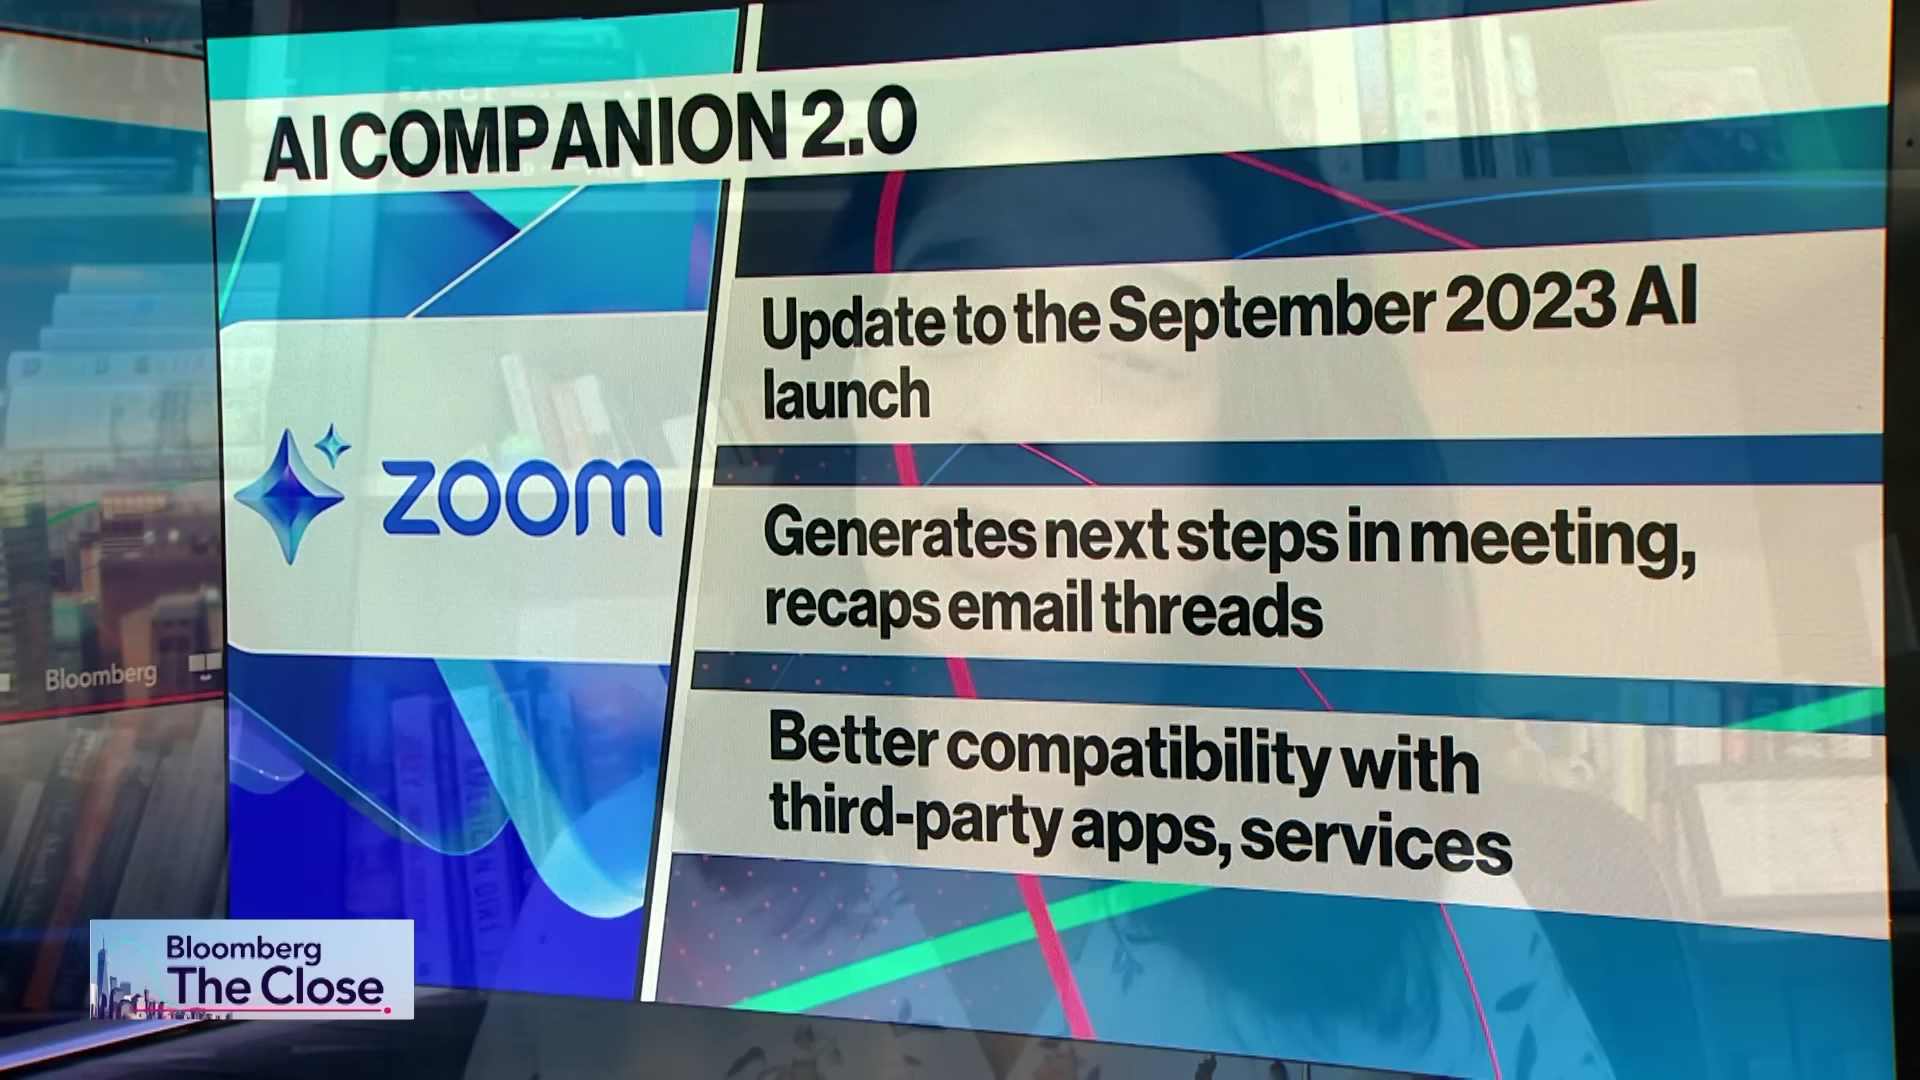 AI COMPANION 2.0
zoom
Update to the September 2023 AI
launch
Generates next steps in meeting,
recaps email threads
Better compatibility with
third-party apps, services
Bloomberg
Bloomberg
The Close